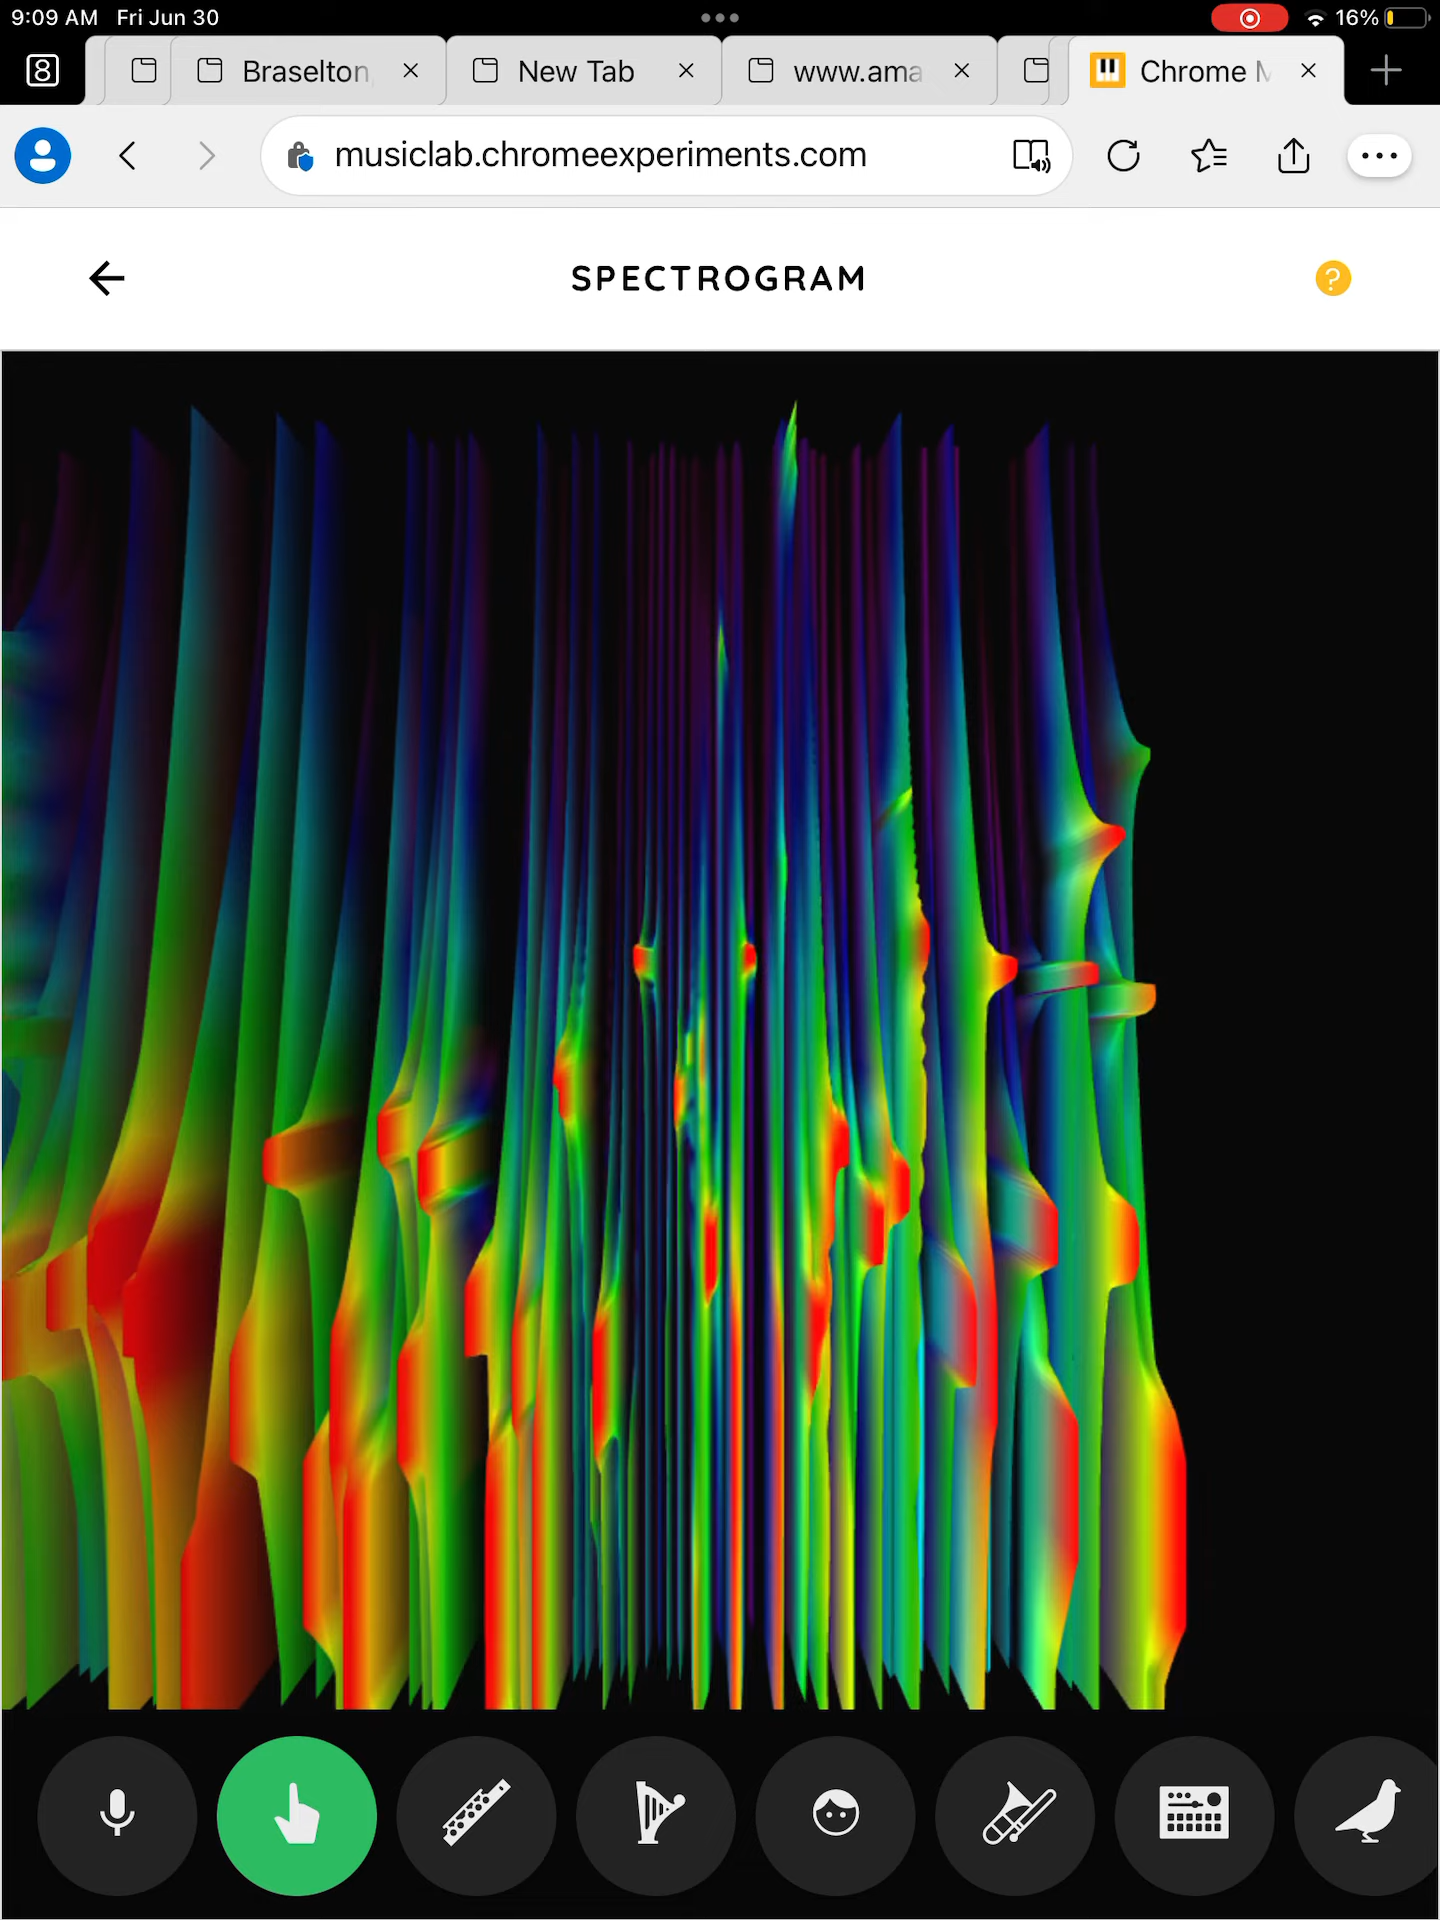 9:09 AM Fri Jun 30
16%
8
Braselton,
New Tab
www.ama
Chrome M
musiclab.chromeexperiments.com
SPECTROGRAM
?